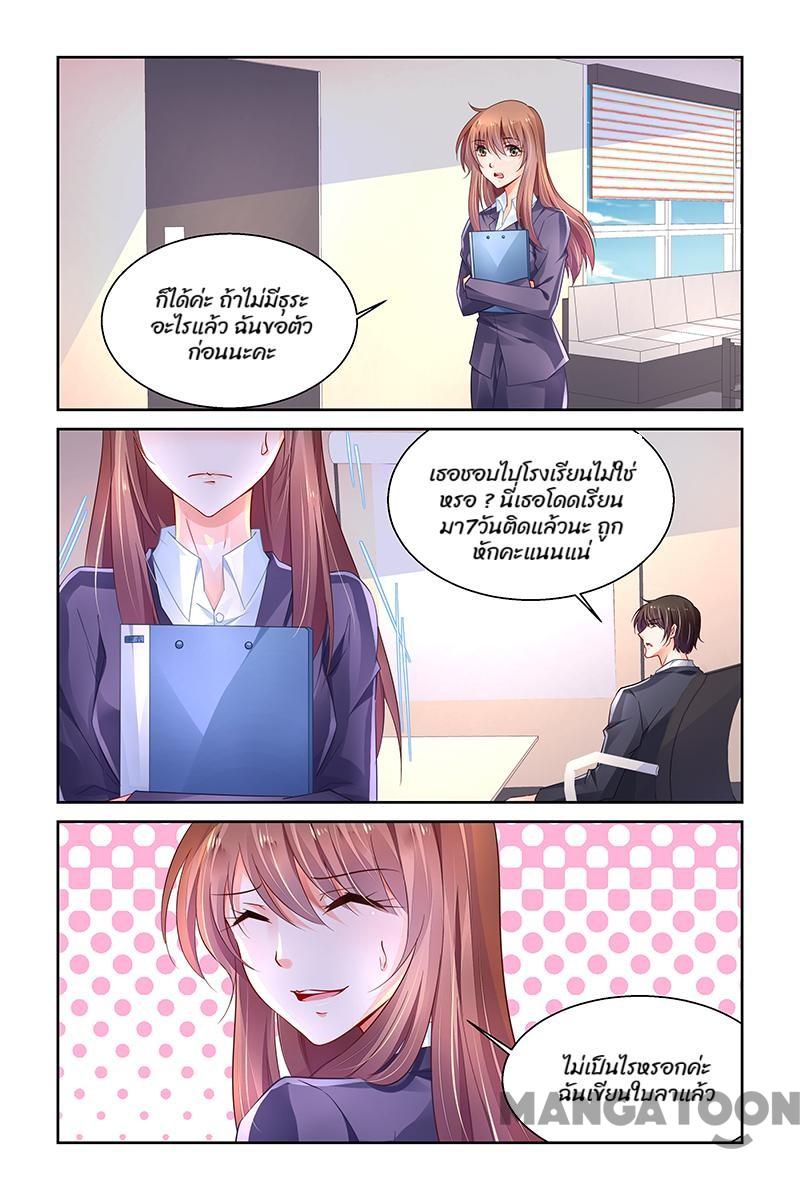 ก็ได้ค่ะ ถ้าไม่มีธุระ
อะไรแล้ว ฉันขอตัว
ก่อนนะคะ
เธอชอบไปโรงเรียนไม่ใช่
หรอ ? นี่เธอโดดเรียน
มา7วันติดแล้วนะ ถูก
หักคะแนนแน่
ไม่เป็นไรหรอกค่ะ
ฉันเขียนใบลาแล้ว
MANGATOON